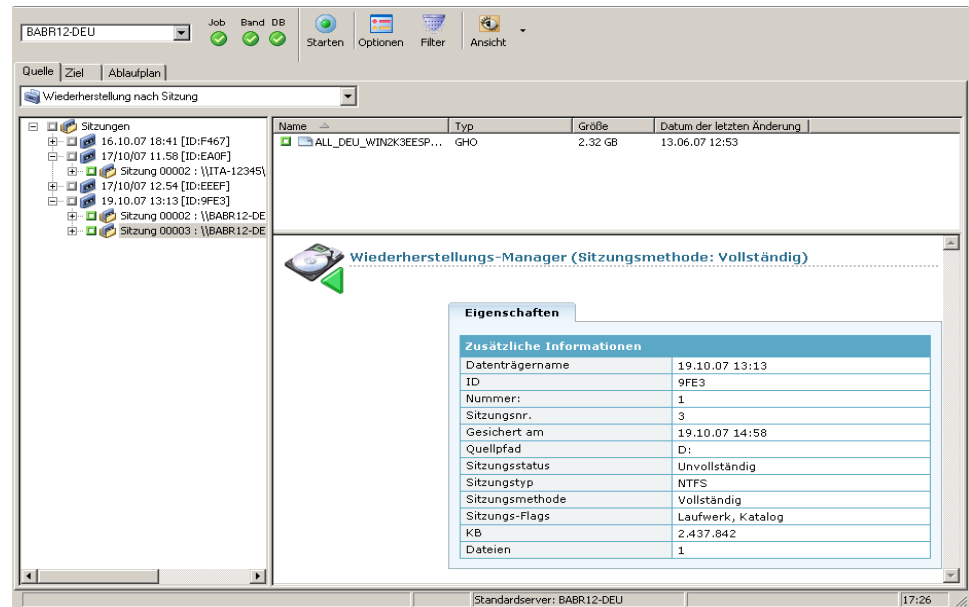 BABR12-DEU
Job Band DB
Starten Optionen Filter Ansicht
Quelle Ziel Ablaufplan
Wiederherstellung nach Sitzung
Sitzungen
16.10.07 18:41 [ID:F467]
17/10/07 11.58 [ID:EA0F]
Sitzung 00002 : \\ITA-12345\
17/10/07 12.54 [ID:EEEF]
19.10.07 13:13 [ID:9FE3]
Sitzung 00002 : \\BABR12-DE
Sitzung 00003 : \\BABR12-DE
Name Typ Größe Datum der letzten Änderung
ALL_DEU_WIN2K3EESP... GHO 2.32 GB 13.06.07 12:53
Wiederherstellungs-Manager (Sitzungsmethode: Vollständig)
Eigenschaften
Zusätzliche Informationen
Datenträgername 19.10.07 13:13
ID 9FE3
Nummer: 1
Sitzungsnr. 3
Gesichert am 19.10.07 14:58
Quellpfad D:
Sitzungsstatus Unvollständig
Sitzungstyp NTFS
Sitzungsmethode Vollständig
Sitzungs-Flags Laufwerk, Katalog
KB 2.437.842
Dateien 1
Standardserver: BABR12-DEU 17:26